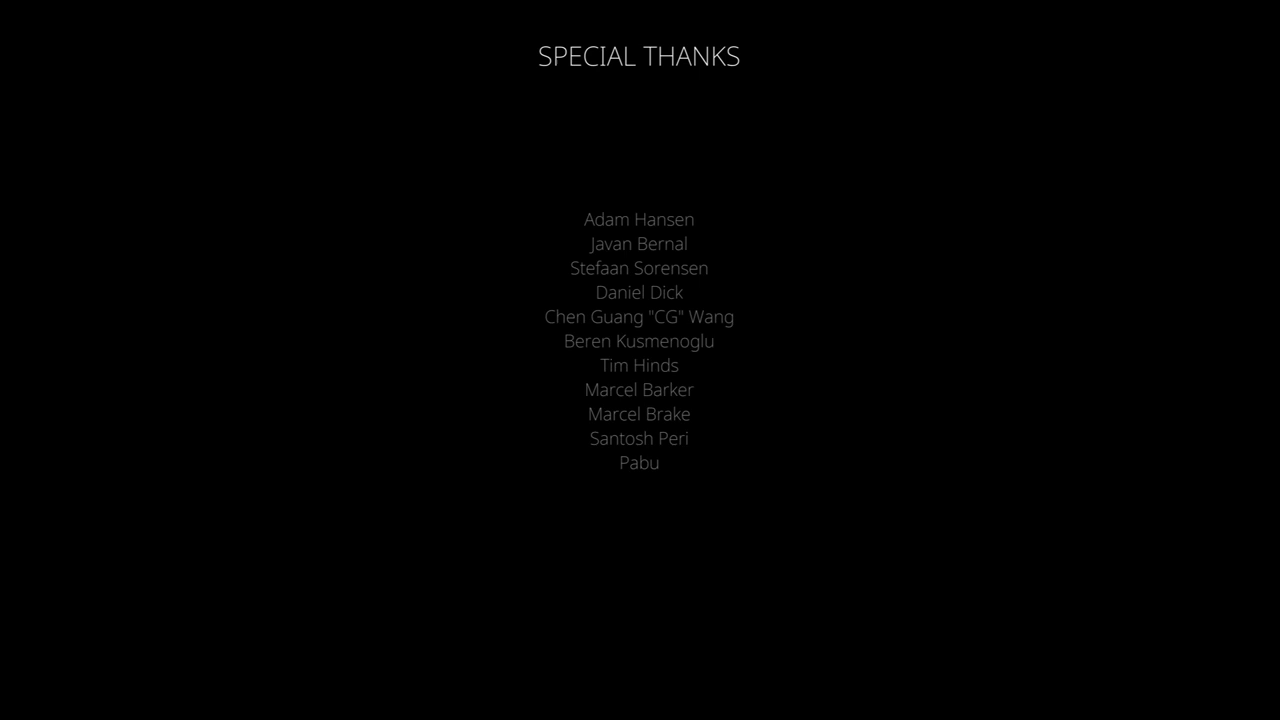 SPECIAL THANKS
Adam Hansen
Javan Bernal
Stefaan Sorensen
Daniel Dick
Chen Guang "CG" Wang
Beren Kusmenoglu
Tim Hinds
Marcel Barker
Marcel Brake
Santosh Peri
Pabu